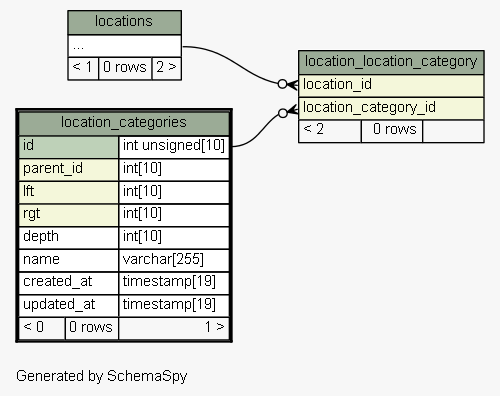 locations
...
< 1 0 rows 2 >
location_location_category
location_id
location_category_id
< 2 0 rows
location_categories
id int unsigned[10]
parent_id int[10]
lft int[10]
rgt int[10]
depth int[10]
name varchar[255]
created_at timestamp[19]
updated_at timestamp[19]
< 0 0 rows 1 >
Generated by SchemaSpy